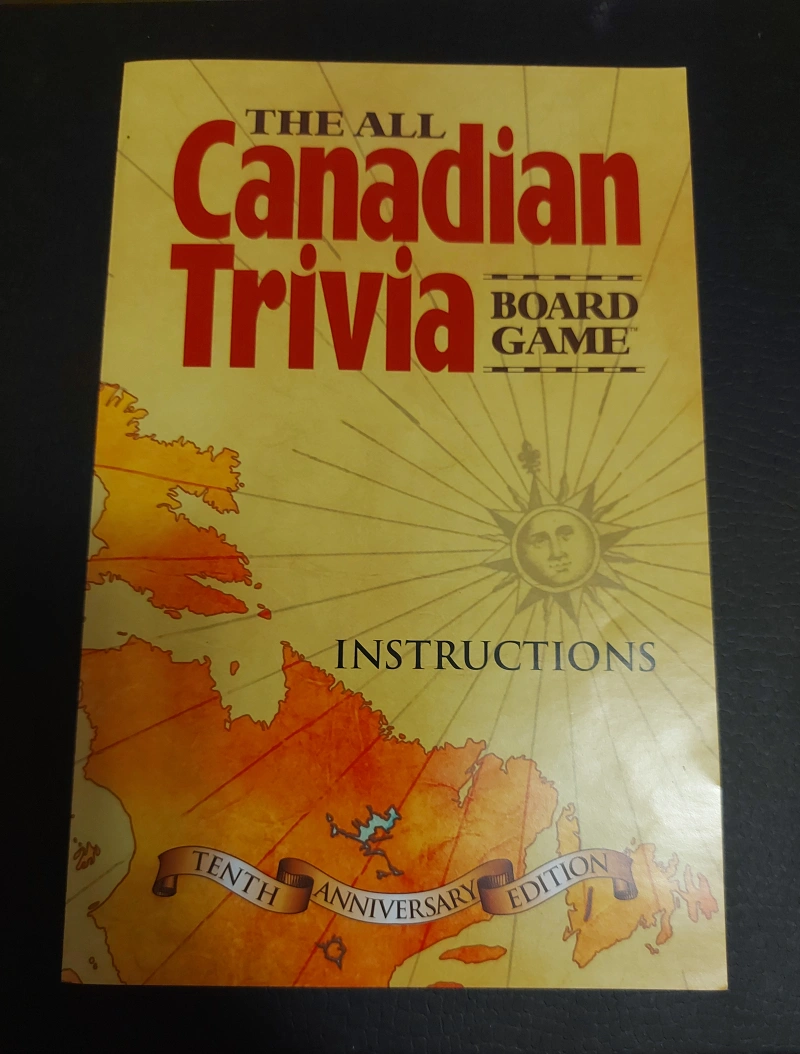 THE ALL
Canadian
Trivia
BOARD
GAME™
INSTRUCTIONS
TENTH ANNIVERSARY EDITION